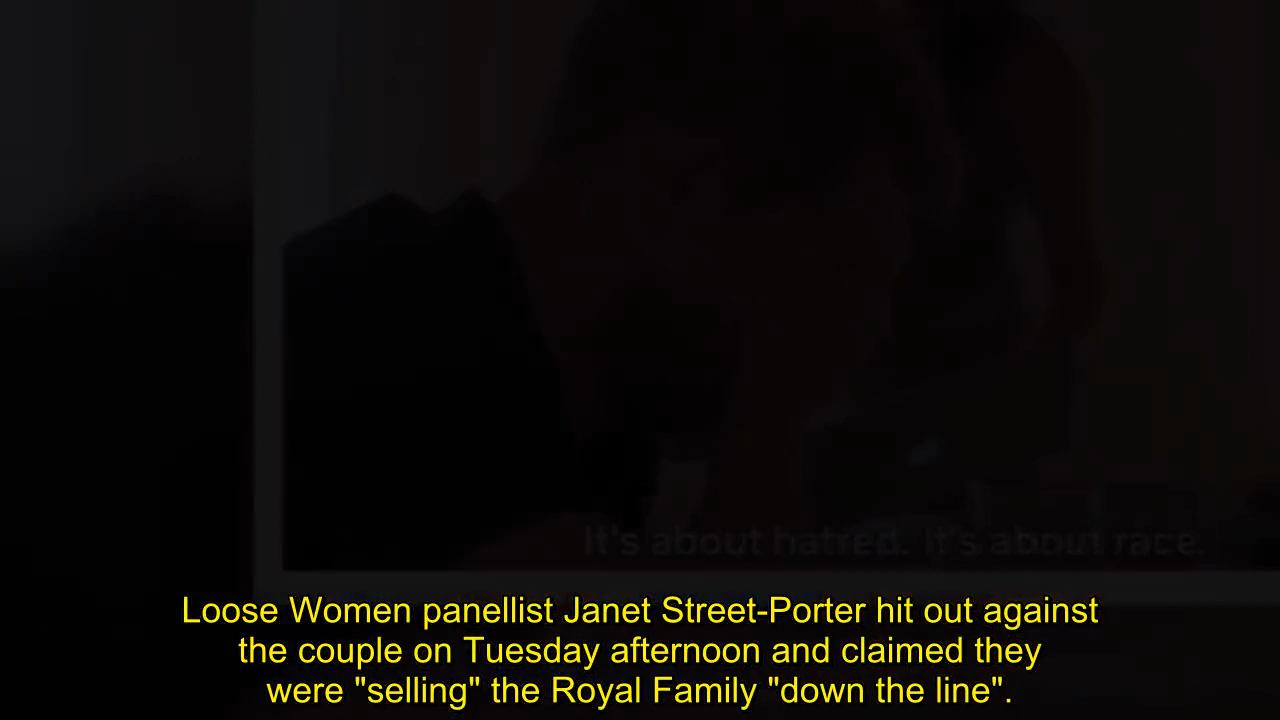 It's about hatred. It's about race.
Loose Women panellist Janet Street-Porter hit out against
the couple on Tuesday afternoon and claimed they
were "selling" the Royal Family "down the line".